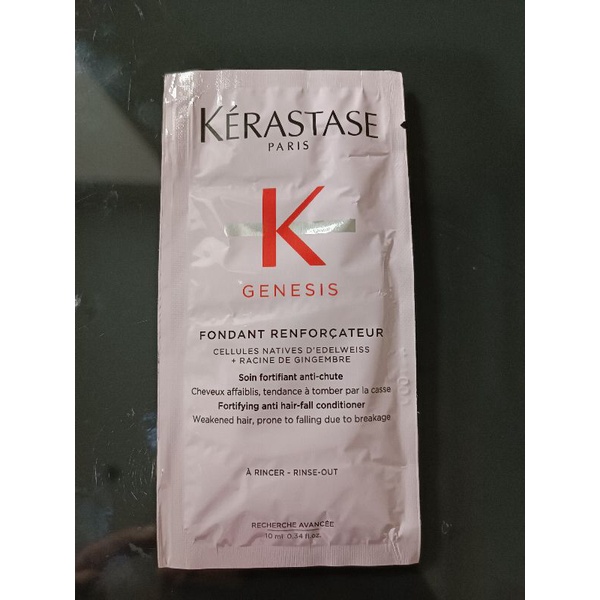 KÉRASTASE
PARIS
K
GENESIS
FONDANT RENFORÇATEUR
CELLULES NATIVES D'EDELWEISS
+ RACINE DE GINGEMBRE
Soin fortifiant anti-chute
Cheveux affaiblis, tendance à tomber par la casse
Fortifying anti hair-fall conditioner
Weakened hair, prone to falling due to breakage
À RINCER - RINSE-OUT
RECHERCHE AVANCÉE
10 ml 0.34 fl.oz.